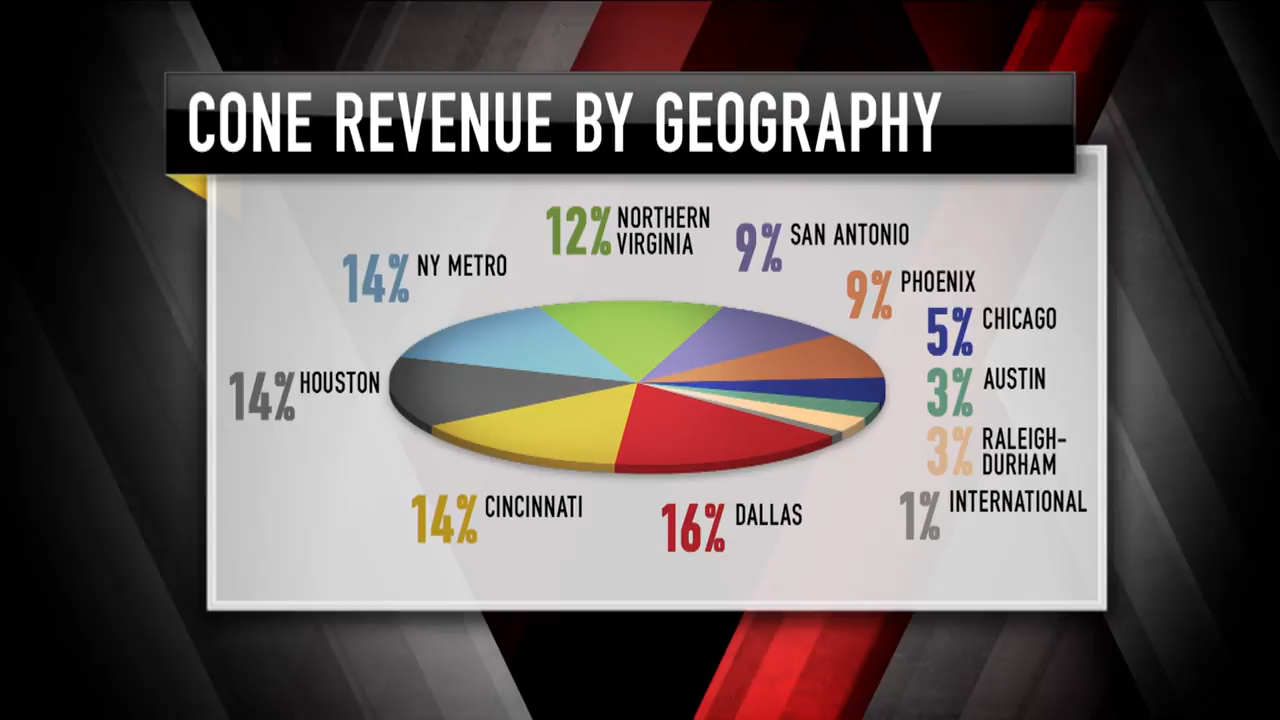 CONE REVENUE BY GEOGRAPHY
12% NORTHERN
VIRGINIA
9% SAN ANTONIO
14% NY METRO
9% PHOENIX
5% CHICAGO
14% HOUSTON
3% AUSTIN
3% RALEIGH-
DURHAM
14% CINCINNATI
16% DALLAS
1% INTERNATIONAL